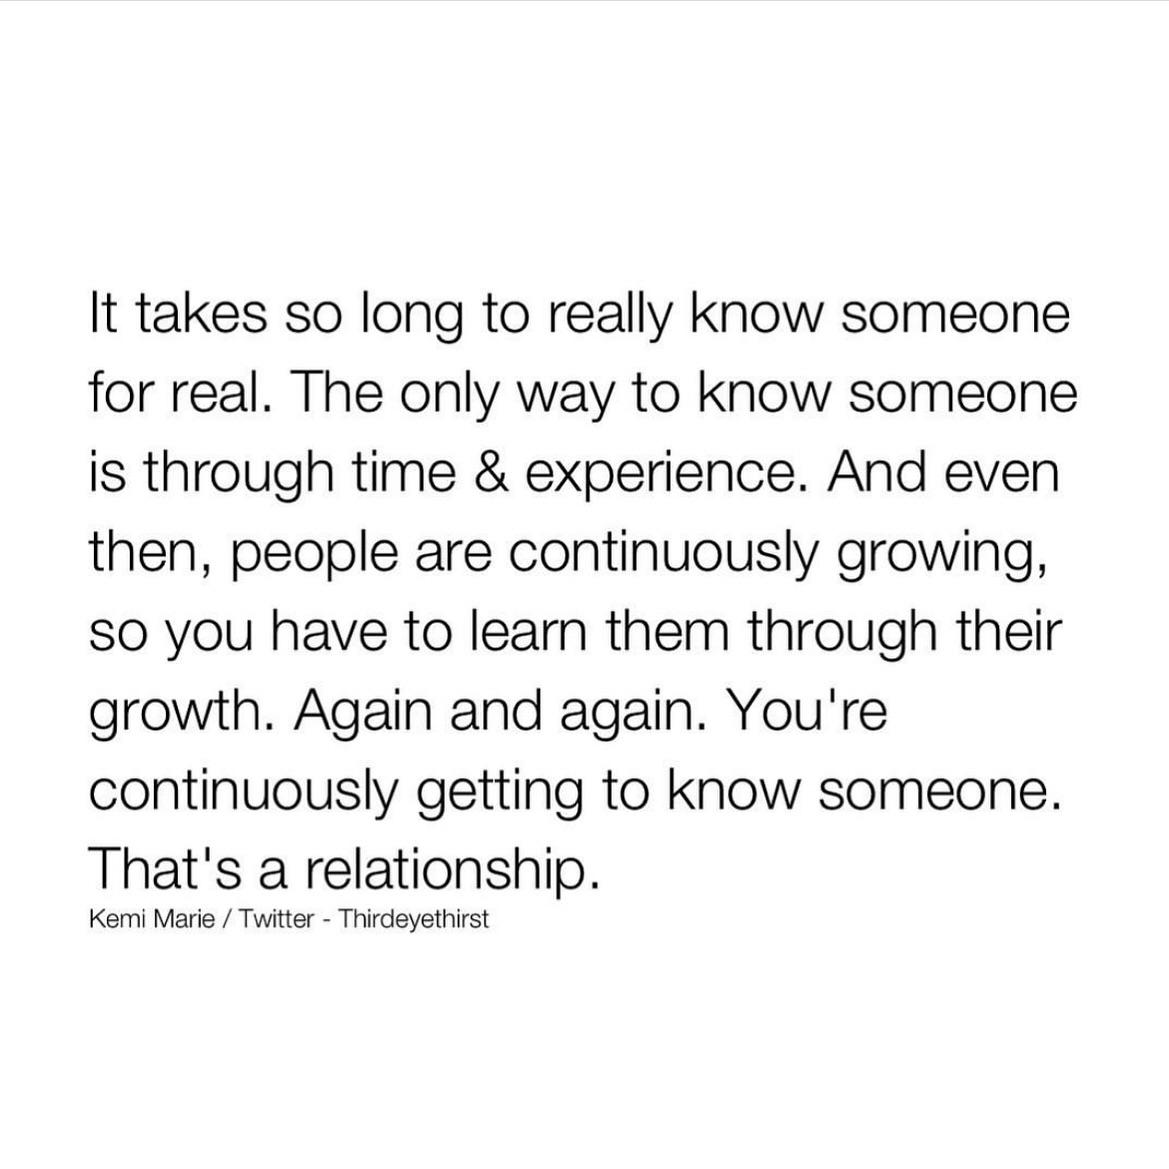 It takes so long to really know someone
for real. The only way to know someone
is through time & experience. And even
then, people are continuously growing,
so you have to learn them through their
growth. Again and again. You're
continuously getting to know someone.
That's a relationship.
Kemi Marie / Twitter - Thirdeyethirst